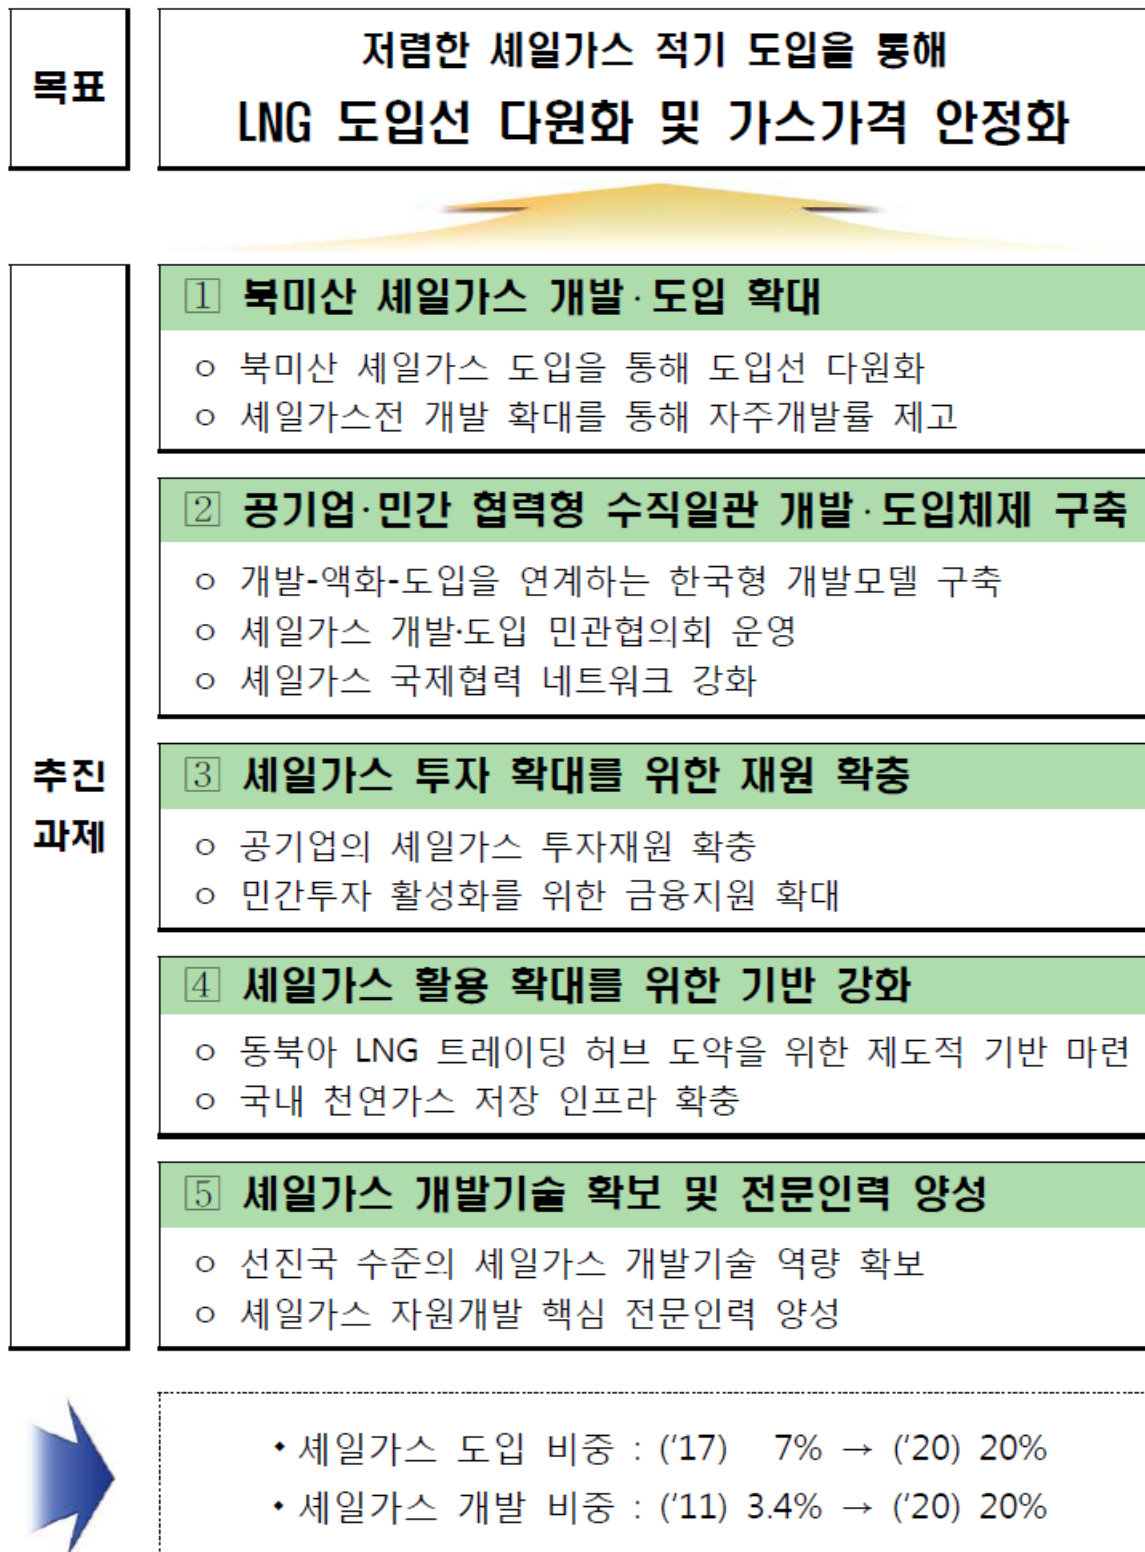 목표
저렴한 셰일가스 적기 도입을 통해
LNG 도입선 다원화 및 가스가격 안정화
추진
과제
1 북미산 셰일가스 개발·도입 확대
ㅇ 북미산 셰일가스 도입을 통해 도입선 다원화
ㅇ 셰일가스전 개발 확대를 통해 자주개발률 제고
2 공기업·민간 협력형 수직일관 개발·도입체제 구축
ㅇ 개발-액화-도입을 연계하는 한국형 개발모델 구축
ㅇ 셰일가스 개발·도입 민관협의회 운영
ㅇ 셰일가스 국제협력 네트워크 강화
3 셰일가스 투자 확대를 위한 재원 확충
ㅇ 공기업의 셰일가스 투자재원 확충
ㅇ 민간투자 활성화를 위한 금융지원 확대
4 셰일가스 활용 확대를 위한 기반 강화
ㅇ 동북아 LNG 트레이딩 허브 도약을 위한 제도적 기반 마련
ㅇ 국내 천연가스 저장 인프라 확충
5 셰일가스 개발기술 확보 및 전문인력 양성
ㅇ 선진국 수준의 셰일가스 개발기술 역량 확보
ㅇ 셰일가스 자원개발 핵심 전문인력 양성
• 셰일가스 도입 비중 : ('17) 7% → ('20) 20%
• 셰일가스 개발 비중 : ('11) 3.4% → ('20) 20%